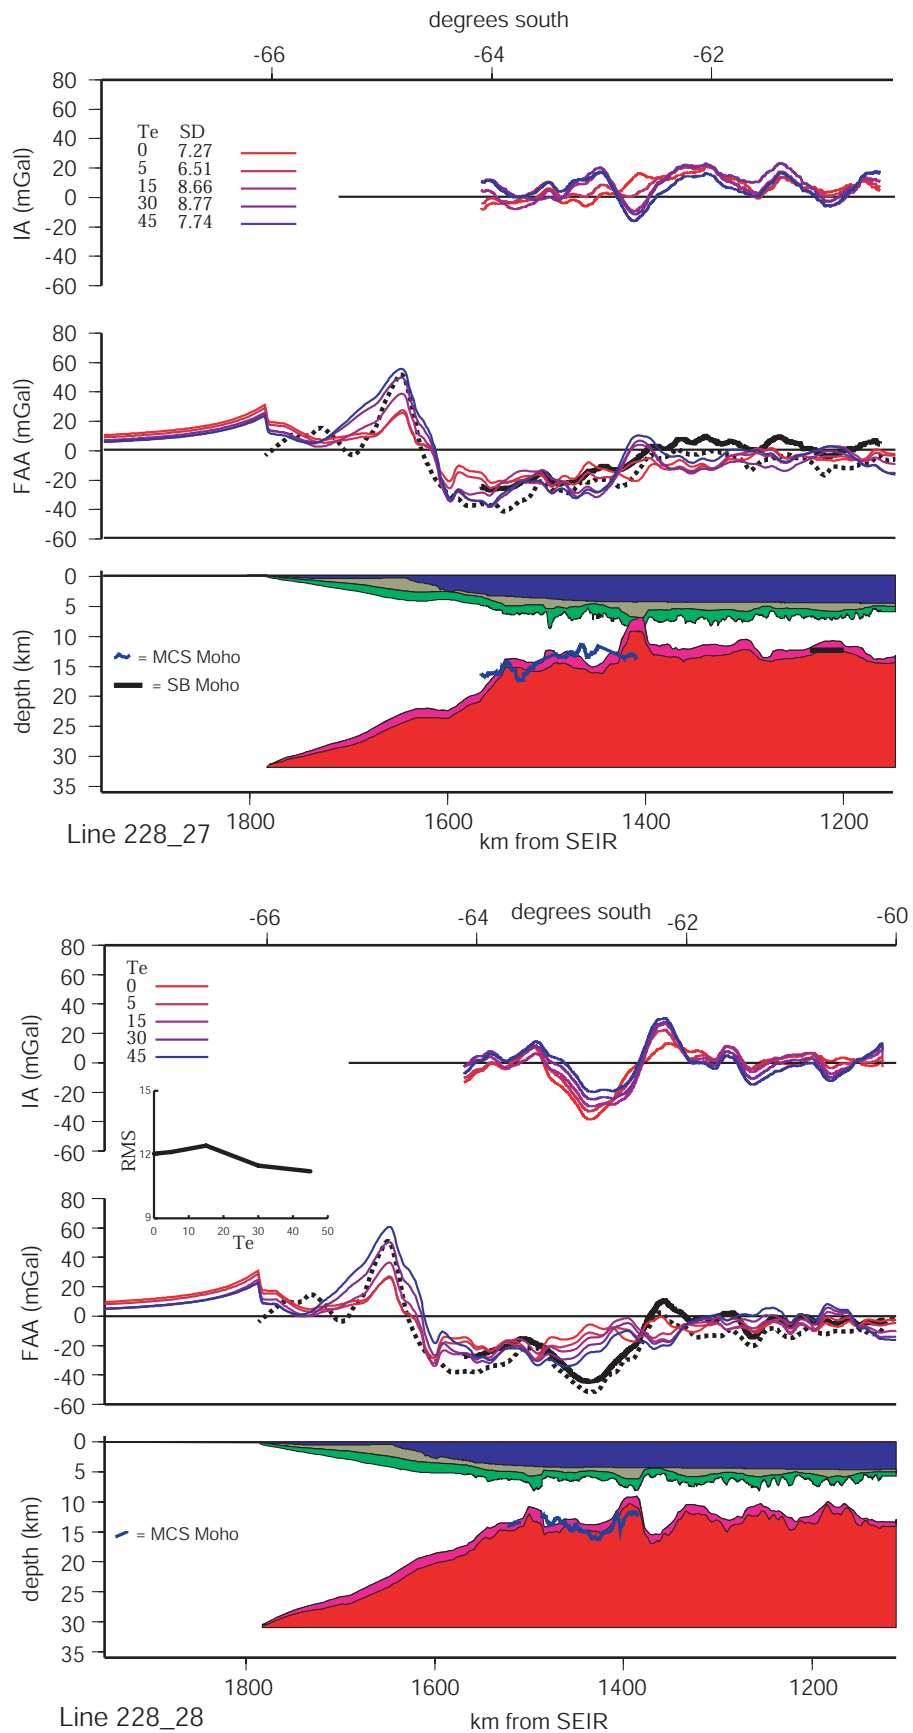 degrees south
-66 -64 -62
80
60
40
20
0
-20
-40
-60
IA (mGal)
Te SD
0 7.27
5 6.51
15 8.66
30 8.77
45 7.74
80
60
40
20
0
-20
-40
-60
FAA (mGal)
0
5
10
15
20
25
30
35
depth (km)
= MCS Moho
= SB Moho
1800 1600 1400 1200
Line 228_27
km from SEIR
degrees south
-66 -64 -62 -60
80
60
40
20
0
-20
-40
-60
IA (mGal)
Te
0
5
15
30
45
15
12
9
RMS
0 10 20 30 40 50
Te
80
60
40
20
0
-20
-40
-60
FAA (mGal)
0
5
10
15
20
25
30
35
depth (km)
= MCS Moho
1800 1600 1400 1200
Line 228_28
km from SEIR